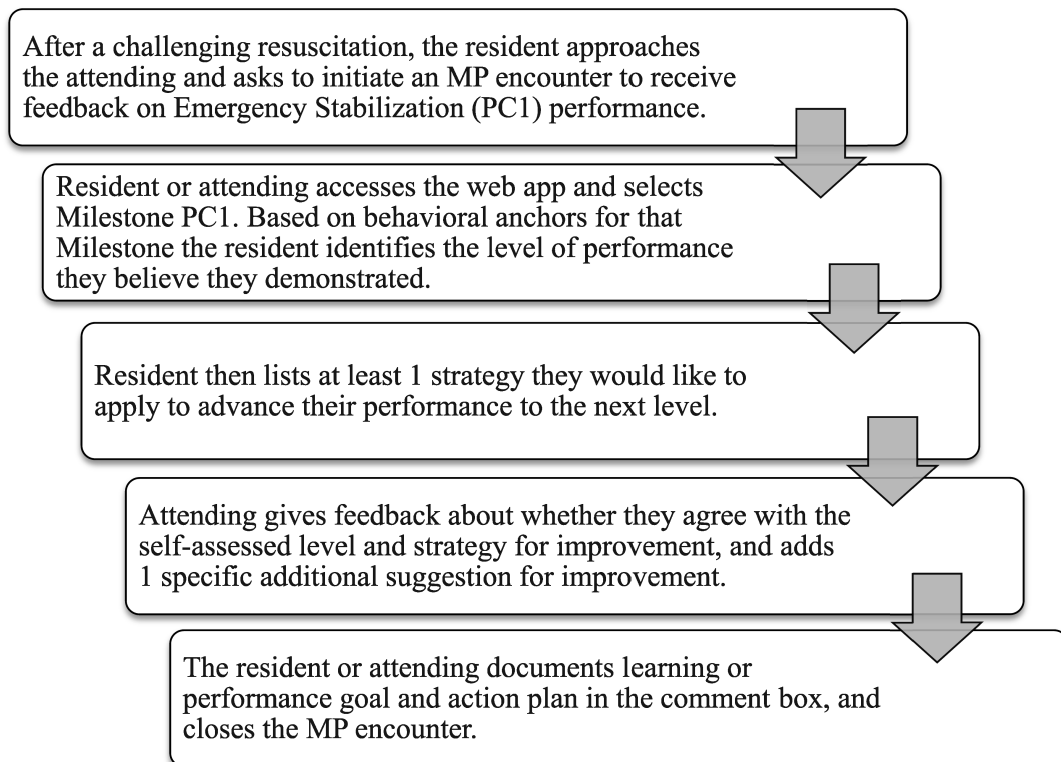 After a challenging resuscitation, the resident approaches
the attending and asks to initiate an MP encounter to receive
feedback on Emergency Stabilization (PC1) performance.
Resident or attending accesses the web app and selects
Milestone PC1. Based on behavioral anchors for that
Milestone the resident identifies the level of performance
they believe they demonstrated.
Resident then lists at least 1 strategy they would like to
apply to advance their performance to the next level.
Attending gives feedback about whether they agree with the
self-assessed level and strategy for improvement, and adds
1 specific additional suggestion for improvement.
The resident or attending documents learning or
performance goal and action plan in the comment box, and
closes the MP encounter.